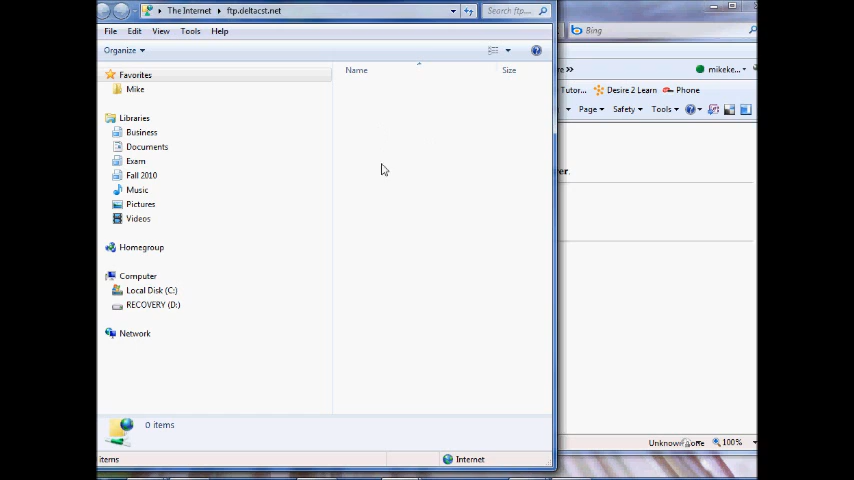 The Internet ftp.deltacst.net Search ftp....
File Edit View Tools Help
Organize
Favorites
Mike
Libraries
Business
Documents
Exam
Fall 2010
Music
Pictures
Videos
Homegroup
Computer
Local Disk (C:)
RECOVERY (D:)
Network
Name Size
0 items
items Internet
Bing
mikeke...
Tutor... Desire 2 Learn Phone
Page Safety Tools
er.
100%